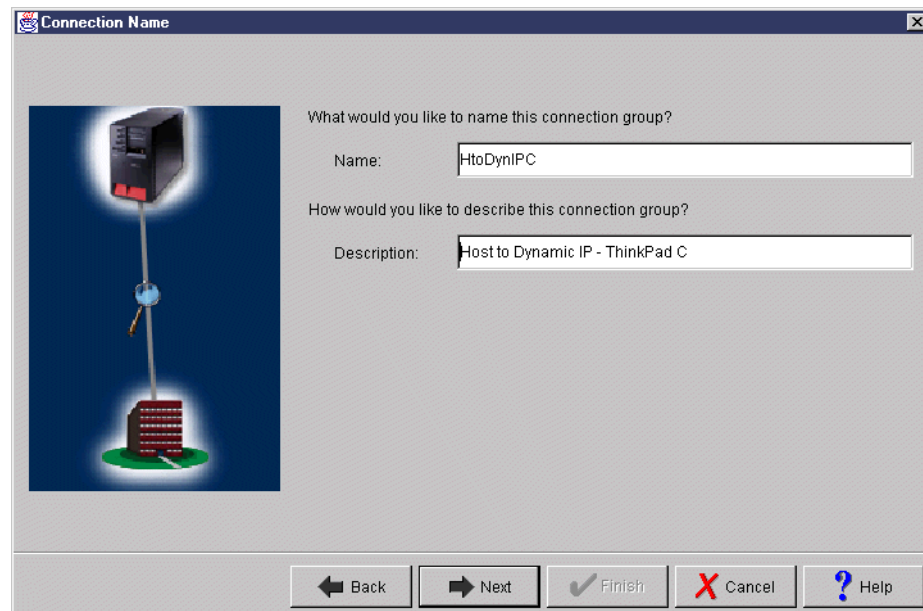 Connection Name
What would you like to name this connection group?
Name: HtoDynIPC
How would you like to describe this connection group?
Description: Host to Dynamic IP - ThinkPad C
Back Next Finish Cancel Help